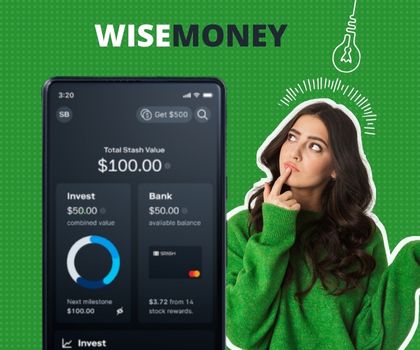 WISEMONEY
3:20
SB
Get $500
Total Stash Value
$100.00
Invest
$50.00
combined value
Next milestone
$100.00
Bank
$50.00
available balance
$3.72 from 14
stock rewards.
Invest